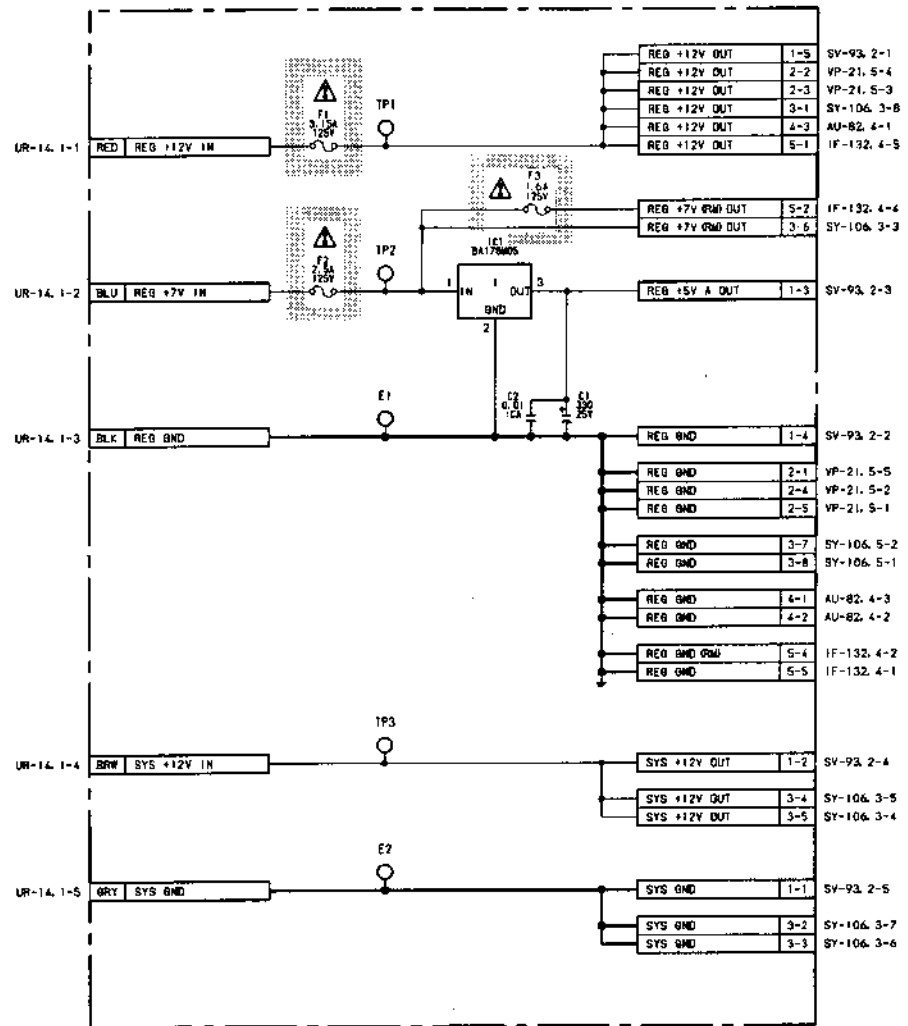 REG +12V OUT 1-5 SV-93. 2-1
REG +12V OUT 2-2 VP-21. 5-4
REG +12V OUT 2-3 VP-21. 5-3
REG +12V OUT 3-1 SY-106. 3-8
REG +12V OUT 4-3 AU-82. 4-1
REG +12V OUT 5-1 IF-132. 4-5
F1
3.15A
125V
TP1
UR-14. 1-1 RED REG +12V IN
F3
1.6A
125V
REG +7V (RM) OUT 5-2 IF-132. 4-4
REG +7V (RM) OUT 3-6 SY-106. 3-3
F2
2.5A
125V
TP2
IC1
BA178M05
UR-14. 1-2 BLU REG +7V IN
1 IN 1 OUT 3
GND
2
REG +5V A OUT 1-3 SV-93. 2-3
E1
C2
0.01
C1
330
25V
UR-14. 1-3 BLK REG GND
REG GND 1-4 SV-93. 2-2
REG GND 2-1 VP-21. 5-5
REG GND 2-4 VP-21. 5-2
REG GND 2-5 VP-21. 5-1
REG GND 3-7 SY-106. 5-2
REG GND 3-8 SY-106. 5-1
REG GND 4-1 AU-82. 4-3
REG GND 4-2 AU-82. 4-2
REG GND (RM) 5-4 IF-132. 4-2
REG GND 5-5 IF-132. 4-1
TP3
UR-14. 1-4 BRW SYS +12V IN
SYS +12V OUT 1-2 SV-93. 2-4
SYS +12V OUT 3-4 SY-106. 3-5
SYS +12V OUT 3-5 SY-106. 3-4
E2
UR-14. 1-5 GRY SYS GND
SYS GND 1-1 SV-93. 2-5
SYS GND 3-2 SY-106. 3-7
SYS GND 3-3 SY-106. 3-6